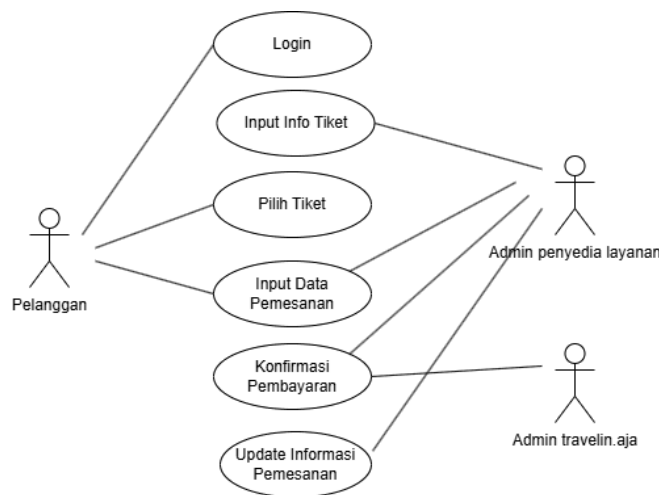 Login
Input Info Tiket
Pilih Tiket
Admin penyedia layanan
Pelanggan
Input Data
Pemesanan
Konfirmasi
Pembayaran
Admin travelin.aja
Update Informasi
Pemesanan